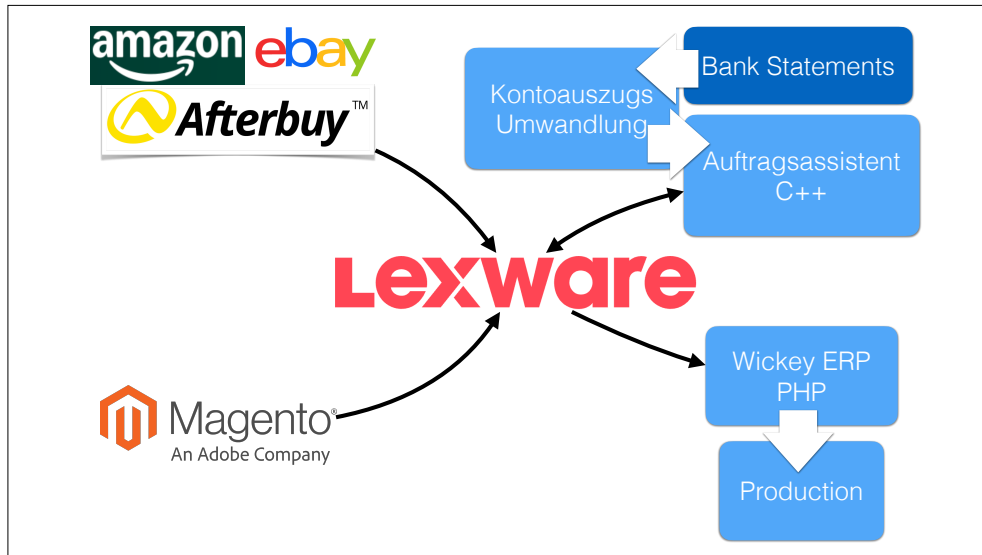 amazon
ebay
Afterbuy™
Bank Statements
Kontoauszugs
Umwandlung
Auftragsassistent
C++
Lexware
Wickey ERP
PHP
Magento®
An Adobe Company
Production